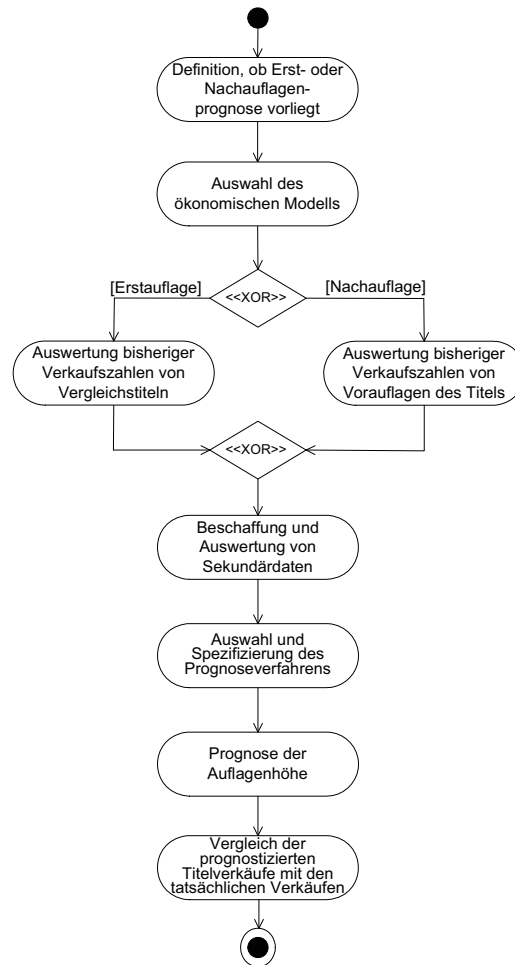 Definition, ob Erst- oder
Nachauflagen-
prognose vorliegt
Auswahl des
ökonomischen Modells
<<XOR>>
[Erstauflage]
[Nachauflage]
Auswertung bisheriger
Verkaufszahlen von
Vergleichstiteln
Auswertung bisheriger
Verkaufszahlen von
Vorauflagen des Titels
<<XOR>>
Beschaffung und
Auswertung von
Sekundärdaten
Auswahl und
Spezifizierung des
Prognoseverfahrens
Prognose der
Auflagenhöhe
Vergleich der
prognostizierten
Titelverkäufe mit den
tatsächlichen Verkäufen